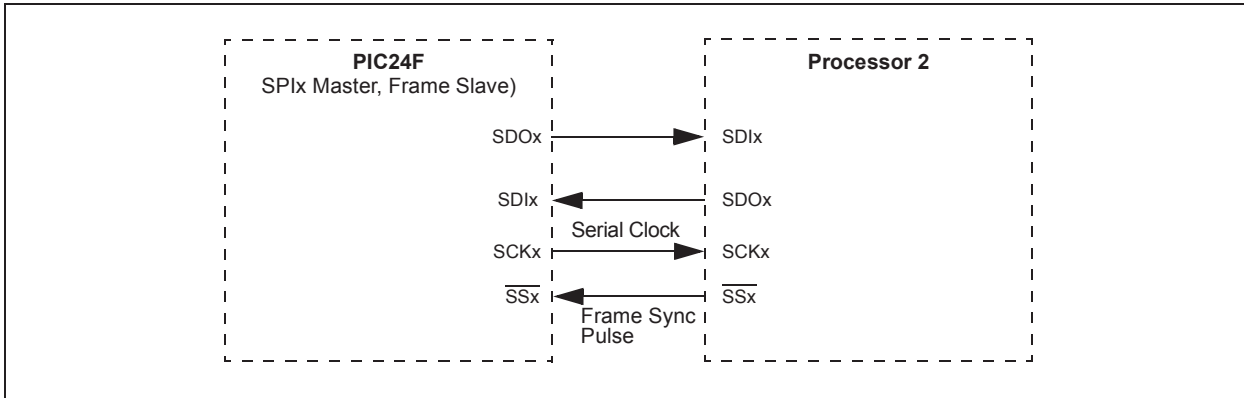 PIC24F
SPIx Master, Frame Slave)
Processor 2
SDOx
SDIx
SDIx
SDOx
Serial Clock
SCKx
SCKx
SSx
SSx
Frame Sync
Pulse